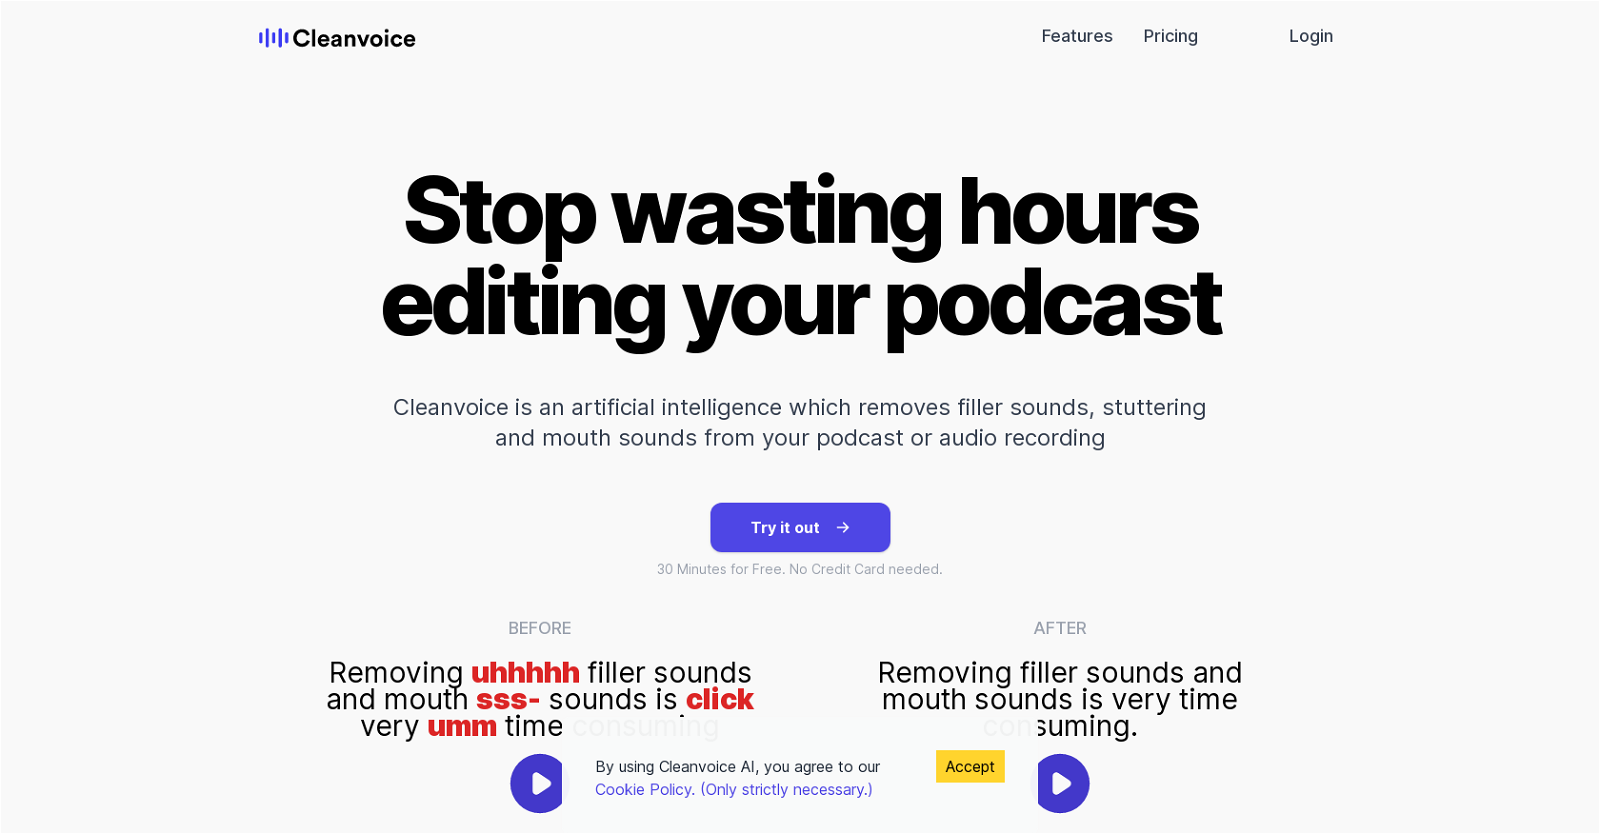 Cleanvoice
Features
Pricing
Login
Stop wasting hours
editing your podcast
Cleanvoice is an artificial intelligence which removes filler sounds, stuttering
and mouth sounds from your podcast or audio recording
Try it out
30 Minutes for Free. No Credit Card needed.
BEFORE
Removing uhhhhh filler sounds
and mouth sss- sounds is click
very umm time consuming
AFTER
Removing filler sounds and
mouth sounds is very time
consuming.
By using Cleanvoice AI, you agree to our
Cookie Policy. (Only strictly necessary.)
Accept